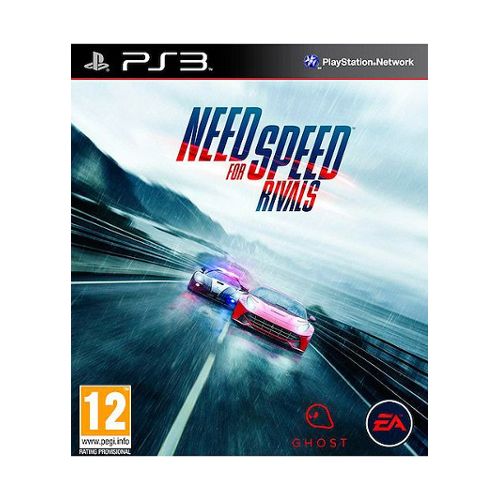 PS3
PlayStation®Network
NEED
FOR SPEED
RIVALS
12
www.pegi.info
RATING PROVISIONAL
GHOST
EA